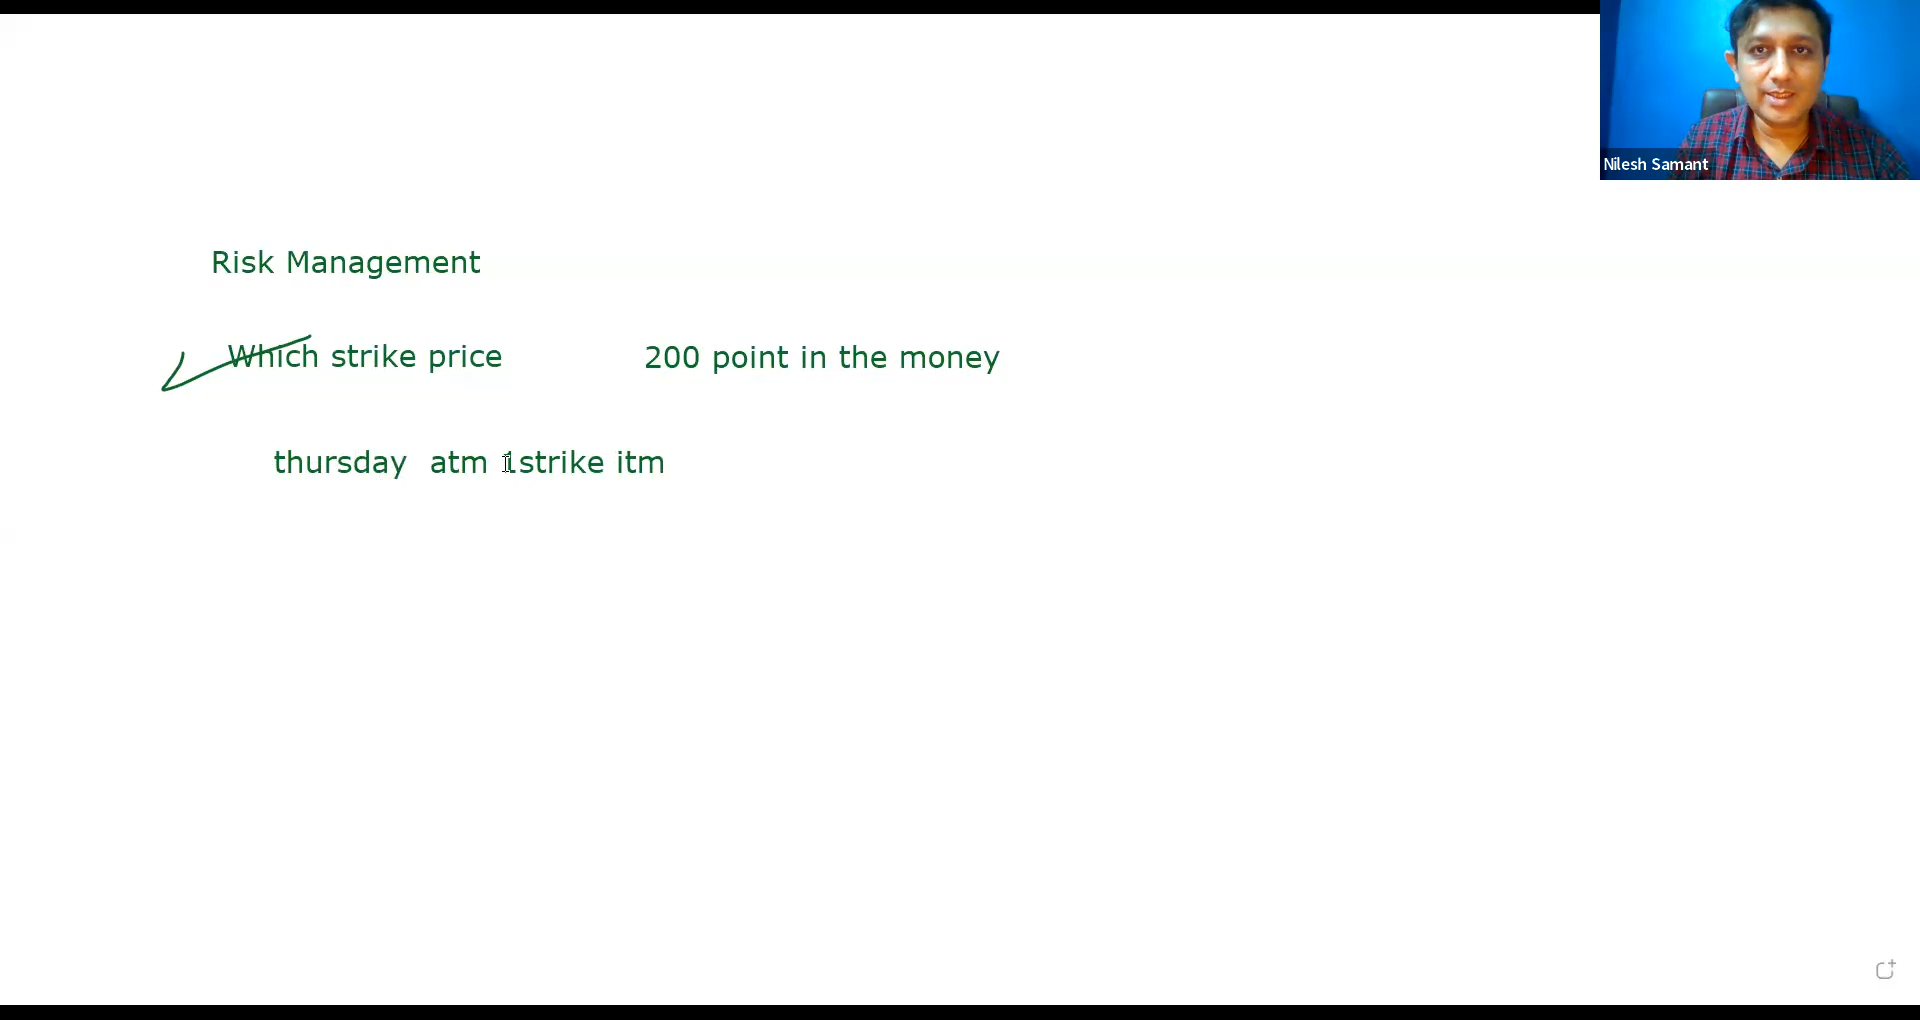 Nilesh Samant
Risk Management
Which strike price 200 point in the money
thursday atm 1strike itm